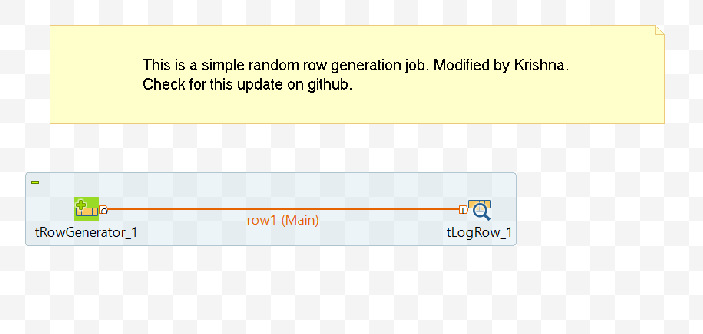 This is a simple random row generation job. Modified by Krishna.
Check for this update on github.
row1 (Main)
tRowGenerator_1
tLogRow_1